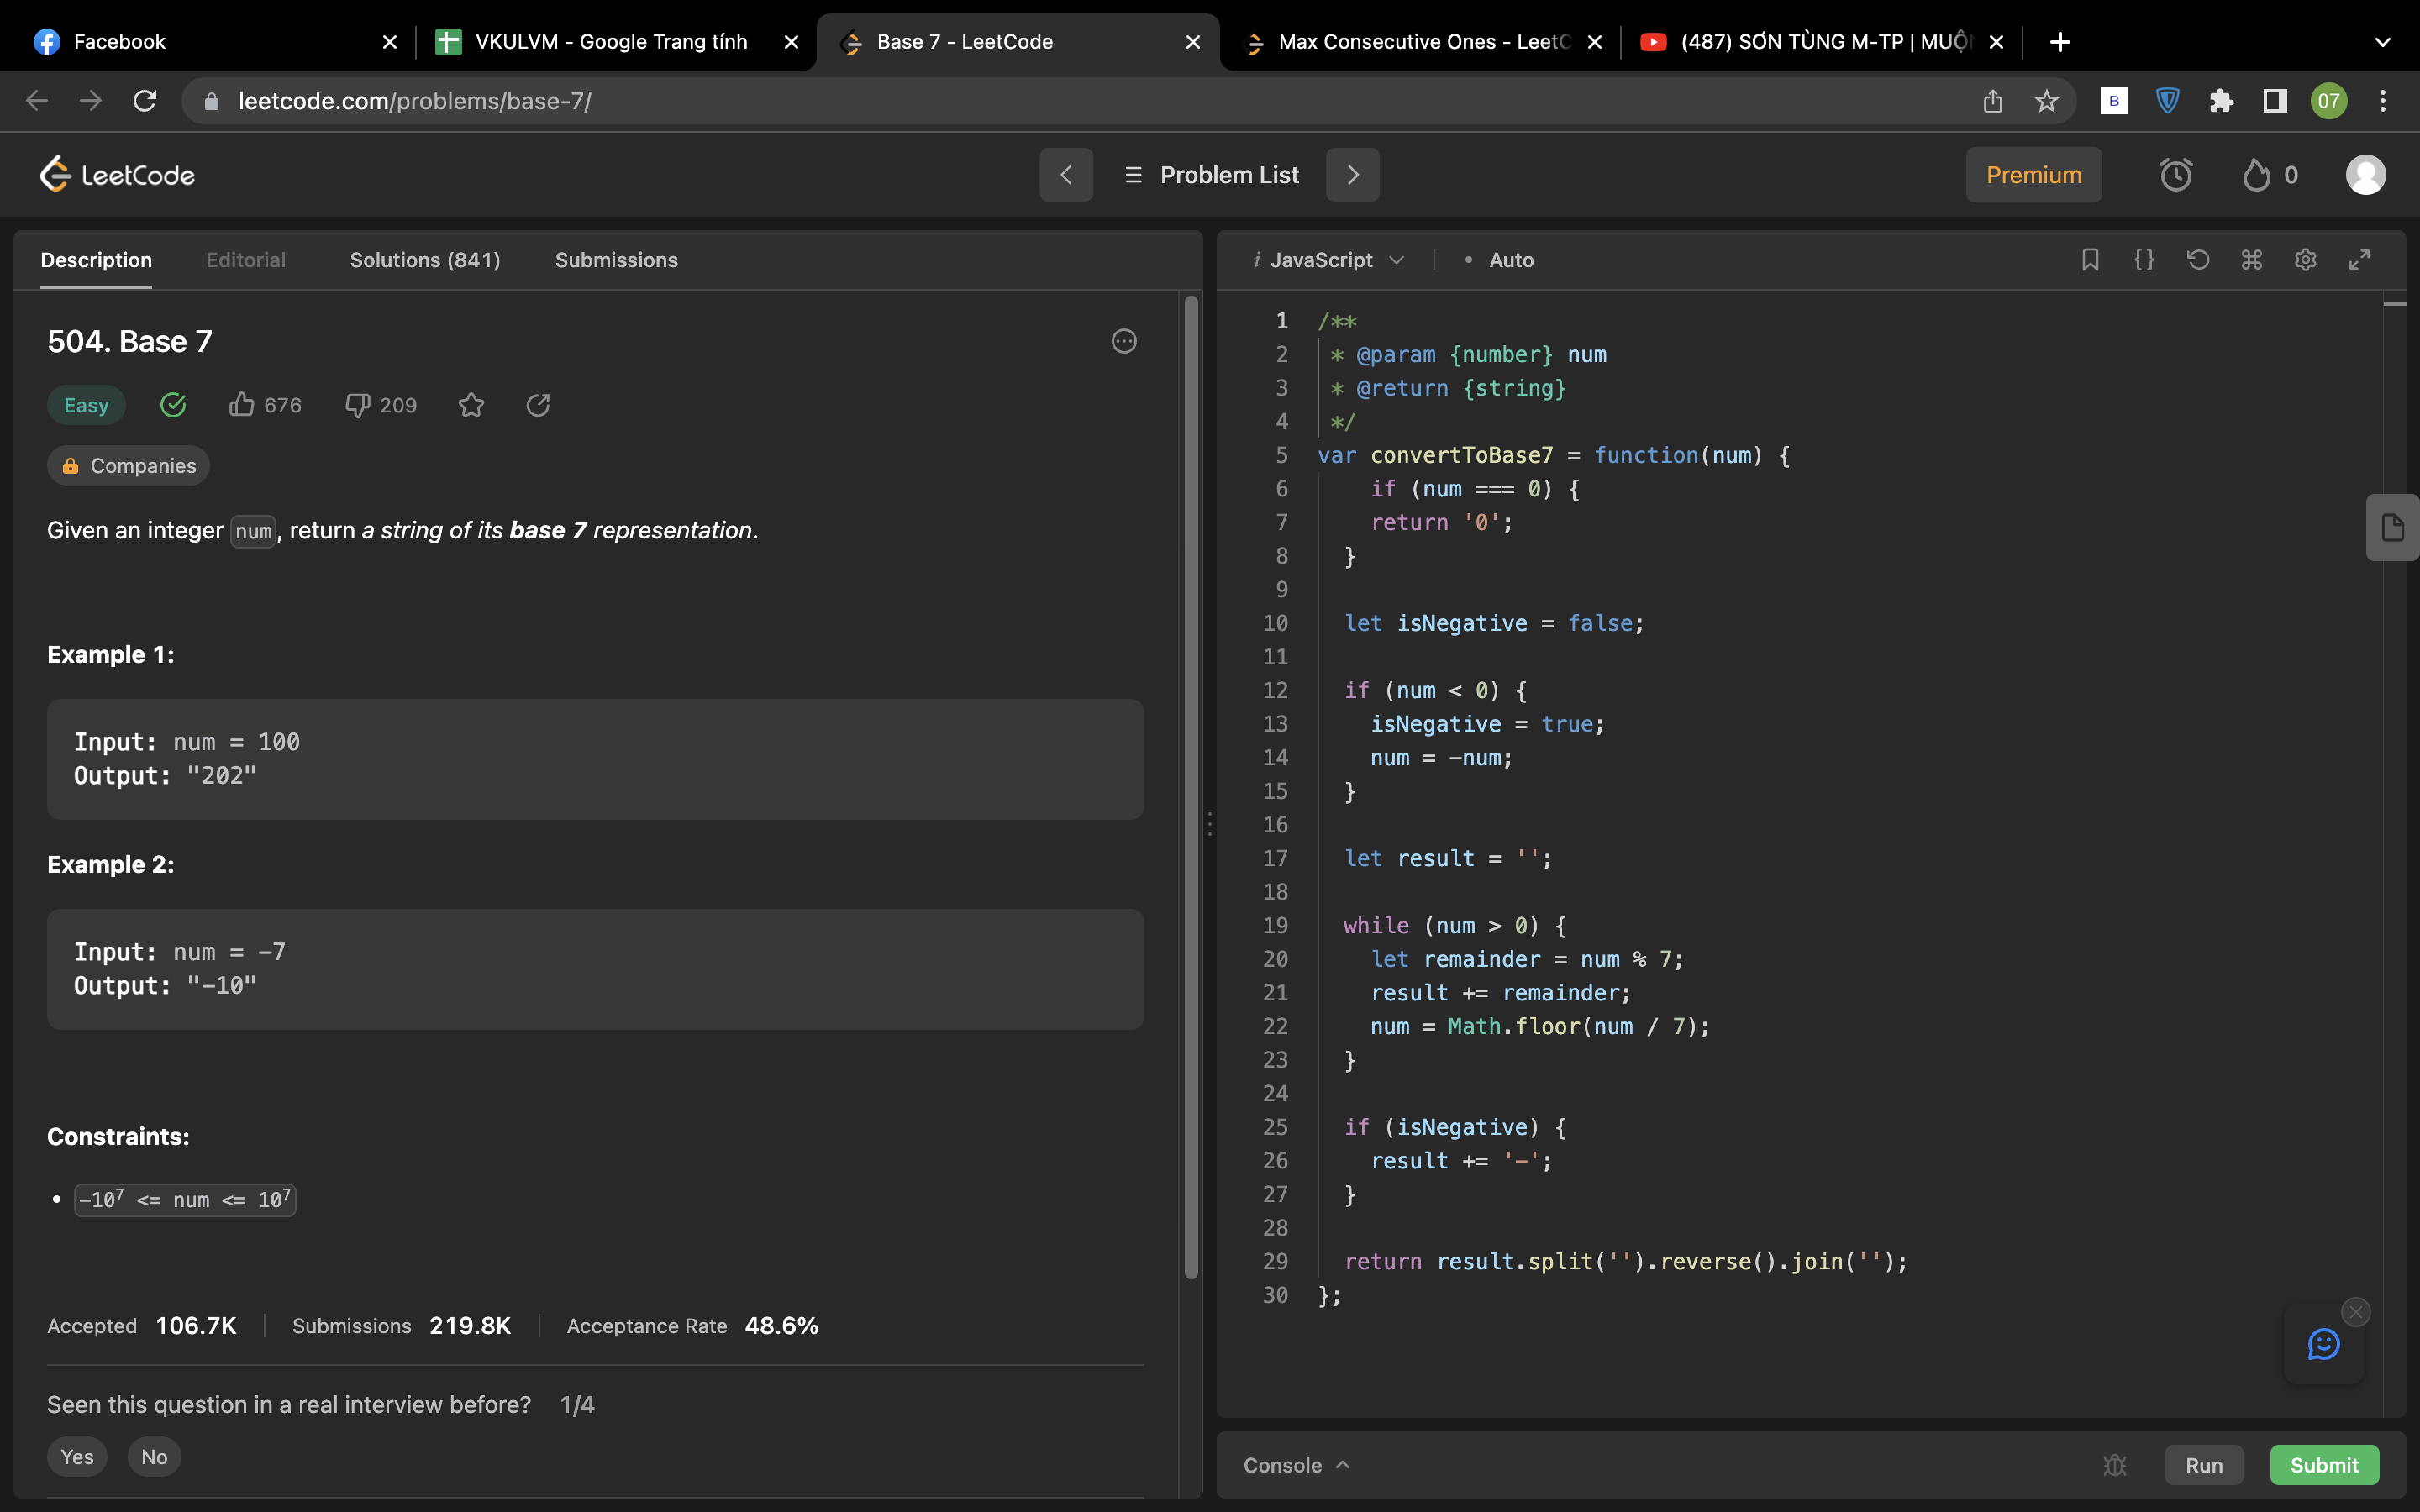 Facebook
VKULVM - Google Trang tính
Base 7 - LeetCode
Max Consecutive Ones - LeetC
(487) SƠN TÙNG M-TP | MUỘN
leetcode.com/problems/base-7/
B
07
LeetCode
Problem List
Premium
0
Description
Editorial
Solutions (841)
Submissions
504. Base 7
Easy
676
209
Companies
Given an integer num, return a string of its base 7 representation.
Example 1:
Input: num = 100
Output: "202"
Example 2:
Input: num = -7
Output: "-10"
Constraints:
• -10⁷ <= num <= 10⁷
Accepted 106.7K
Submissions 219.8K
Acceptance Rate 48.6%
Seen this question in a real interview before? 1/4
Yes
No
i JavaScript
• Auto
1 /**
2  * @param {number} num
3  * @return {string}
4  */
5 var convertToBase7 = function(num) {
6     if (num === 0) {
7     return '0';
8   }
9
10   let isNegative = false;
11
12   if (num < 0) {
13     isNegative = true;
14     num = -num;
15   }
16
17   let result = '';
18
19   while (num > 0) {
20     let remainder = num % 7;
21     result += remainder;
22     num = Math.floor(num / 7);
23   }
24
25   if (isNegative) {
26     result += '-';
27   }
28
29   return result.split('').reverse().join('');
30 };
Console
Run
Submit